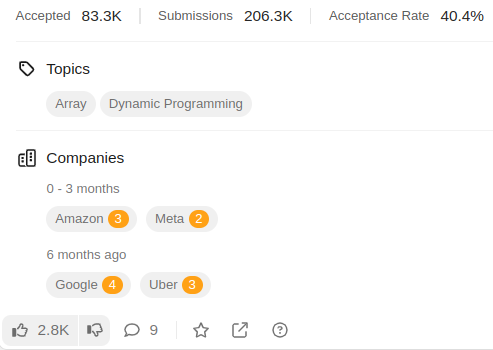 Accepted 83.3K Submissions 206.3K Acceptance Rate 40.4%
Topics
Array Dynamic Programming
Companies
0 - 3 months
Amazon 3 Meta 2
6 months ago
Google 4 Uber 3
2.8K 9